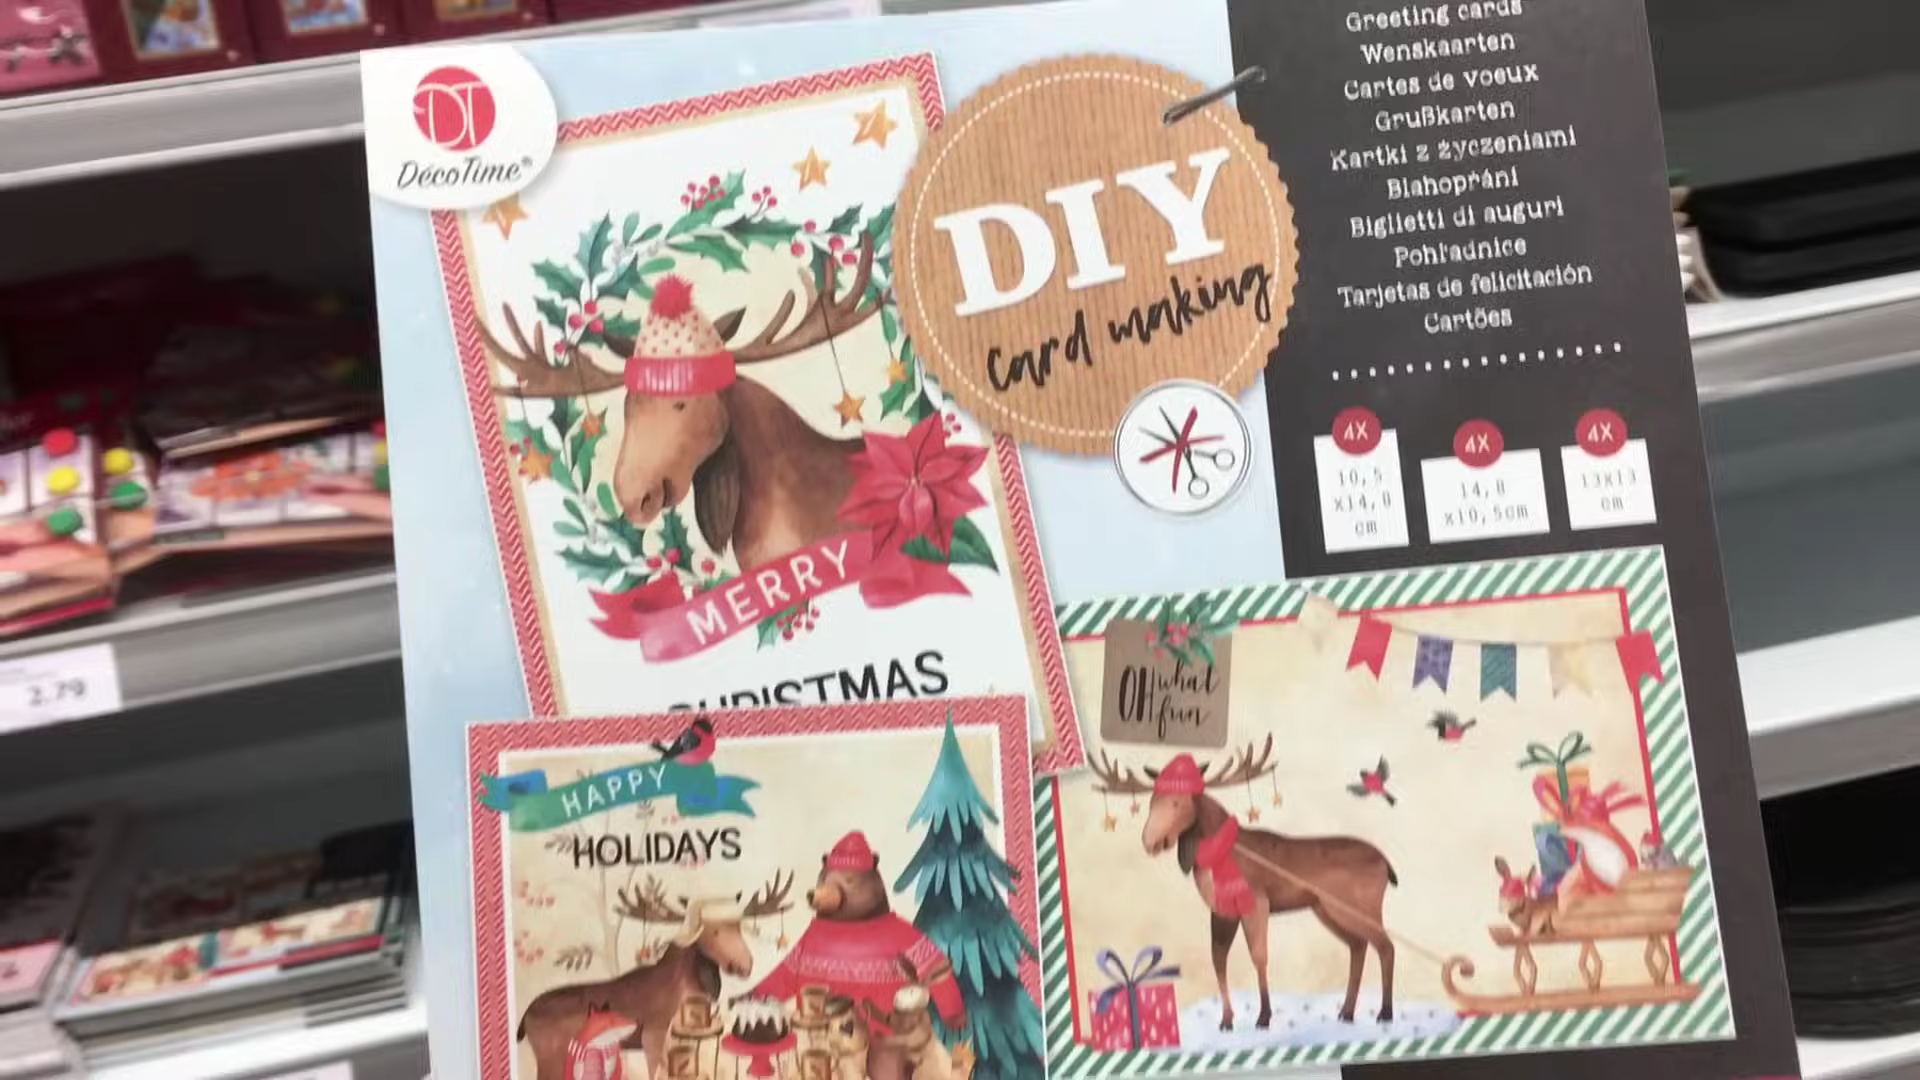 DT
DécoTime®
DIY
card making
MERRY
CHRISTMAS
HAPPY
HOLIDAYS
OH what
fun
Greeting cards
Wenskaarten
Cartes de voeux
Grußkarten
Kartki z życzeniami
Blahopřání
Biglietti di auguri
Pohľadnice
Tarjetas de felicitación
Cartões
4X
10,5
x14,8
cm
4X
14,8
x10,5cm
4X
13x13
cm
2.79